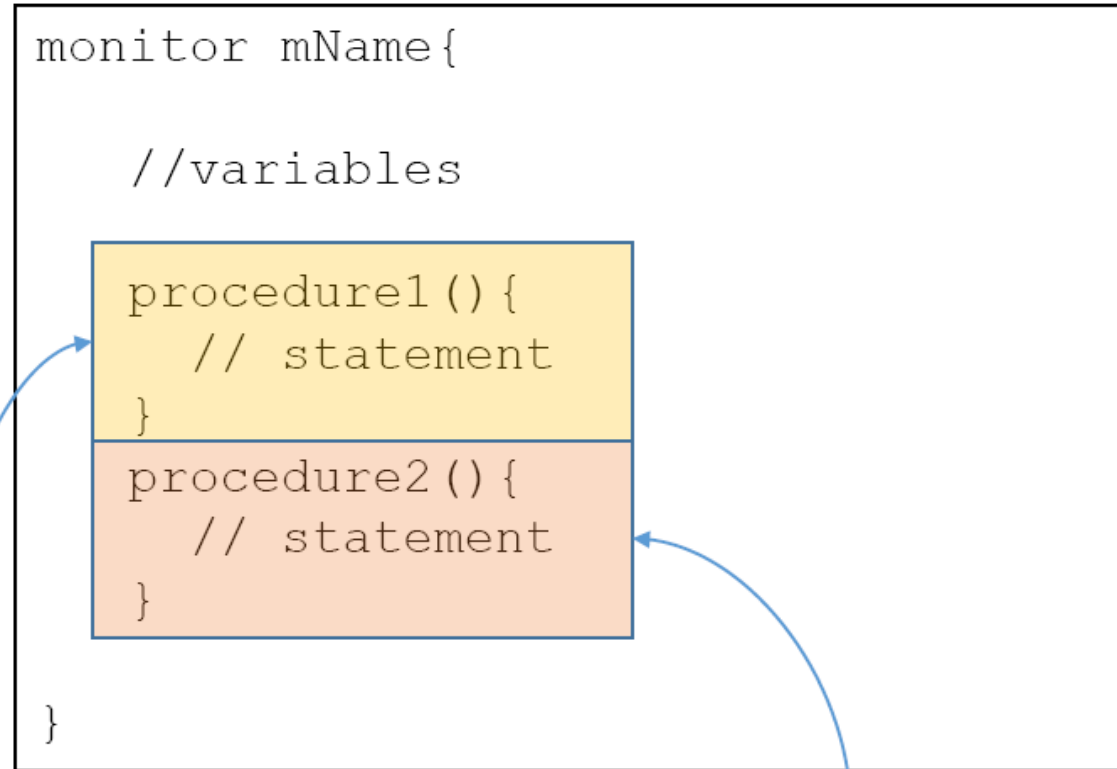 monitor mName{
//variables
procedure1(){
// statement
}
procedure2(){
// statement
}
}